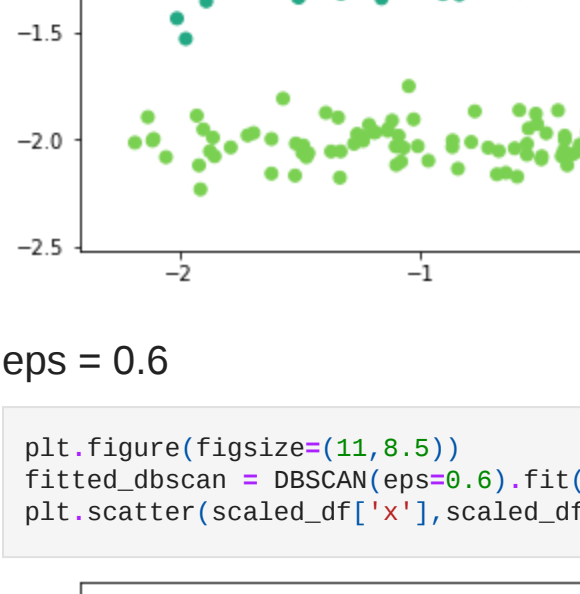 −1.5
−2.0
−2.5
−2 −1
eps = 0.6
plt.figure(figsize=(11,8.5))
fitted_dbscan = DBSCAN(eps=0.6).fit(
plt.scatter(scaled_df['x'],scaled_df